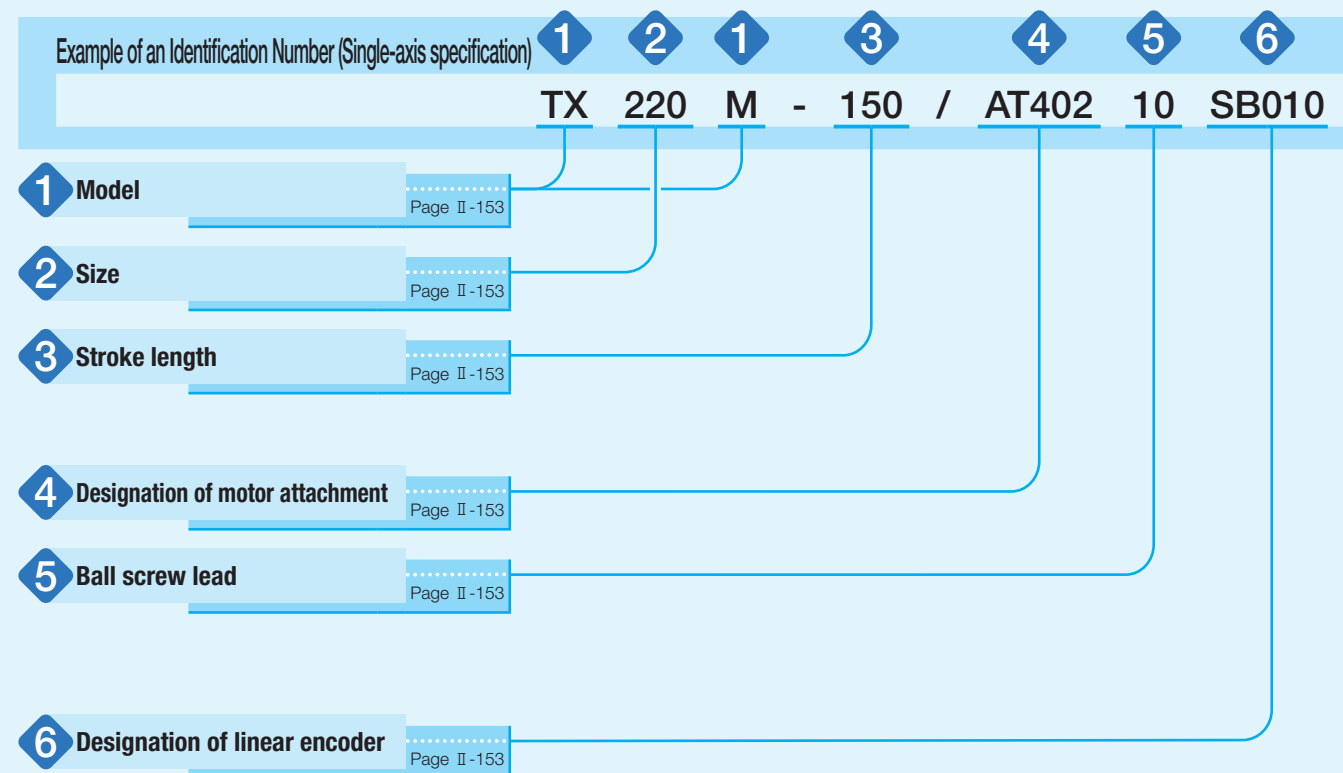 Example of an Identification Number (Single-axis specification) 1 2 1 3 4 5 6
TX 220 M - 150 / AT402 10 SB010
1 Model
Page Ⅱ-153
2 Size
Page Ⅱ-153
3 Stroke length
Page Ⅱ-153
4 Designation of motor attachment
Page Ⅱ-153
5 Ball screw lead
Page Ⅱ-153
6 Designation of linear encoder
Page Ⅱ-153